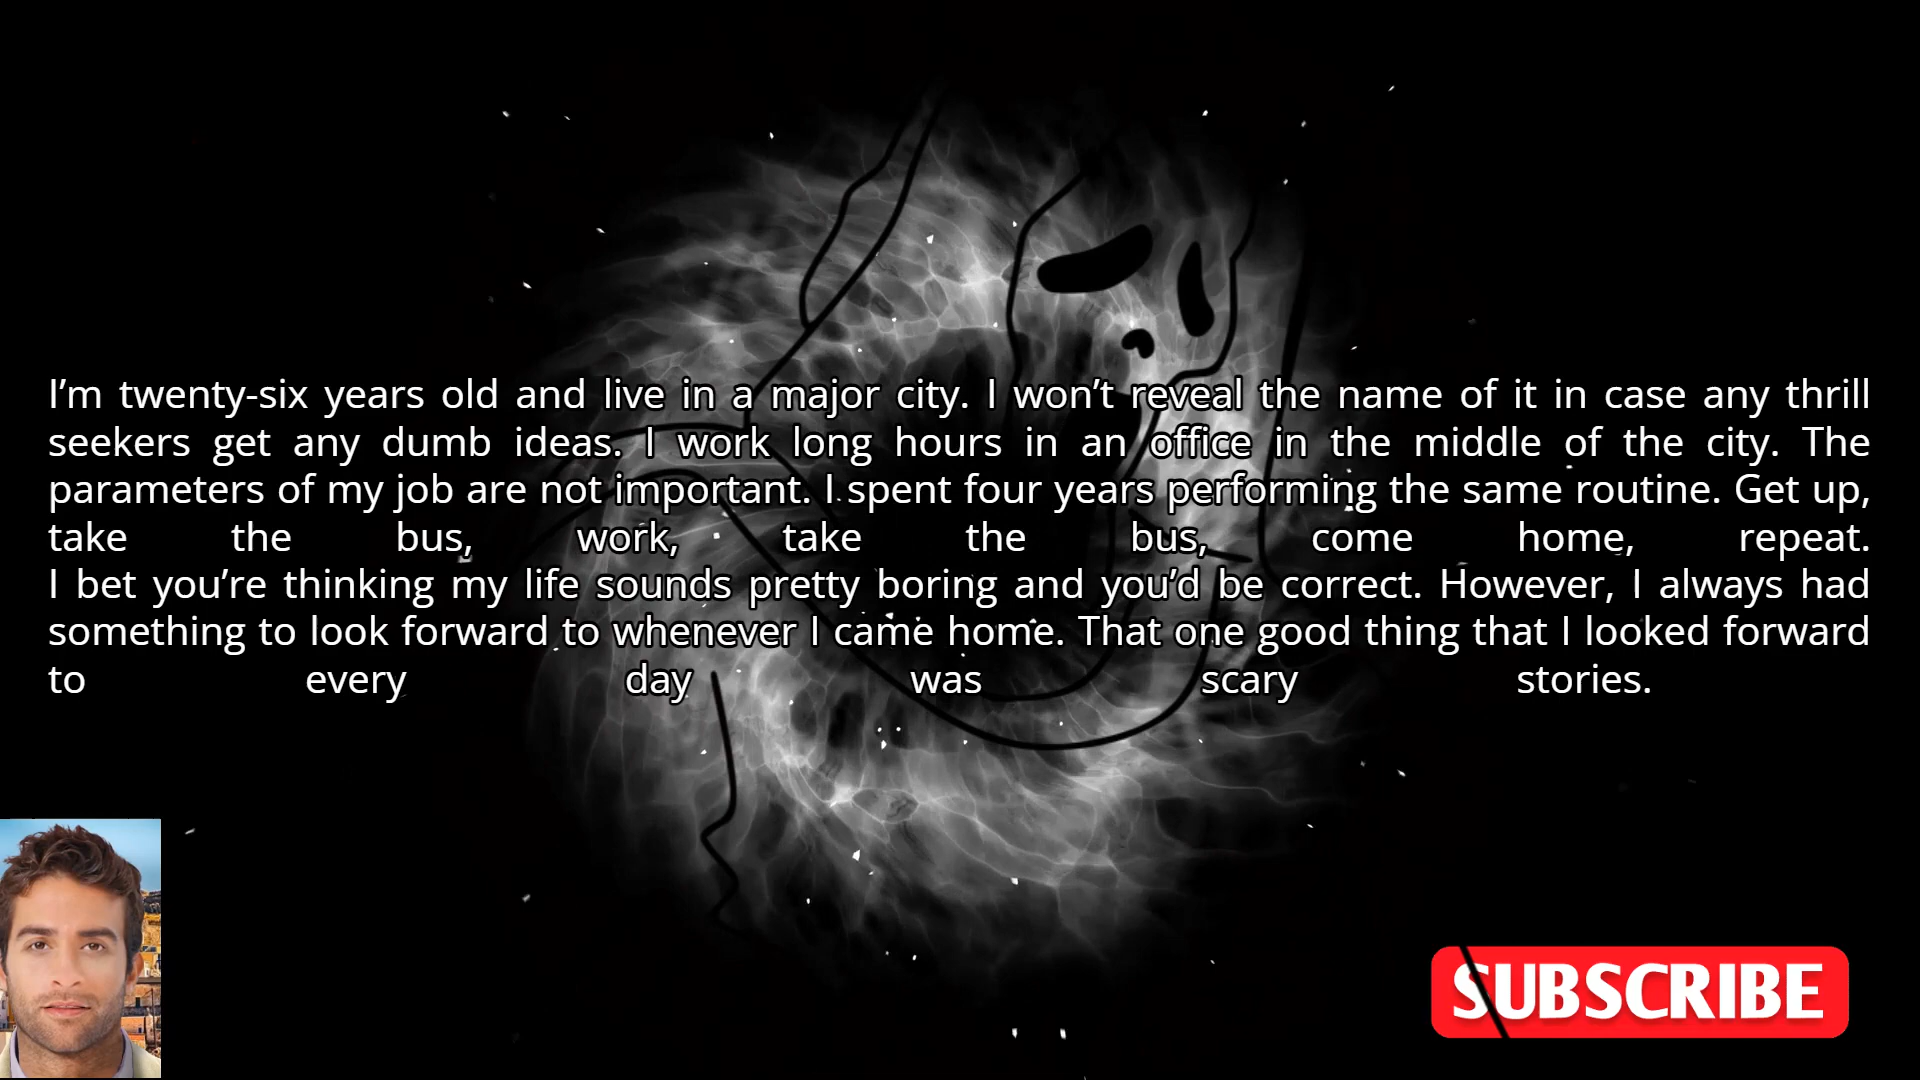 I’m twenty-six years old and live in a major city. I won’t reveal the name of it in case any thrill
seekers get any dumb ideas. I work long hours in an office in the middle of the city. The
parameters of my job are not important. I spent four years performing the same routine. Get up,
take the bus, work, take the bus, come home, repeat.
I bet you’re thinking my life sounds pretty boring and you’d be correct. However, I always had
something to look forward to whenever I came home. That one good thing that I looked forward
to every day was scary stories.
SUBSCRIBE